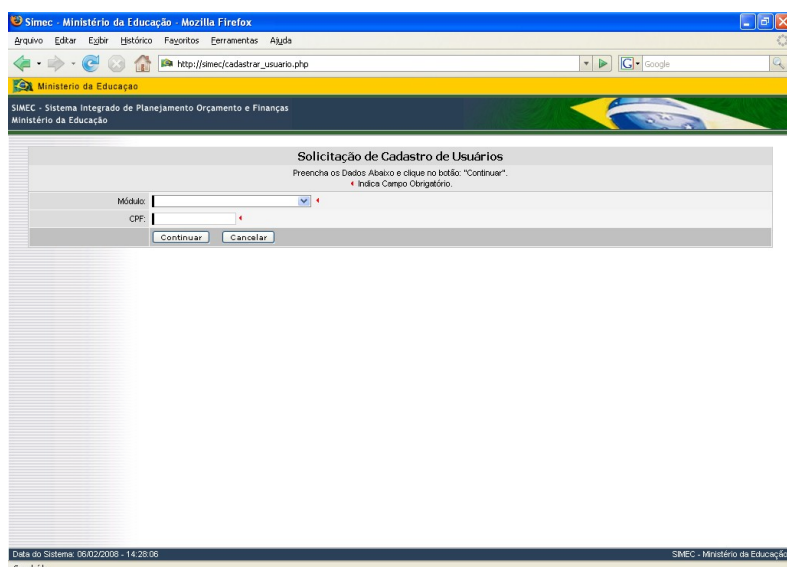 Simec - Ministério da Educação - Mozilla Firefox
Arquivo Editar Exibir Histórico Favoritos Ferramentas Ajuda
http://simec/cadastrar_usuario.php
G Google
Ministerio da Educaçao
SIMEC - Sistema Integrado de Planejamento Orçamento e Finanças
Ministério da Educação
Solicitação de Cadastro de Usuários
Preencha os Dados Abaixo e clique no botão: "Continuar".
Indica Campo Obrigatório.
Módulo:
CPF:
Continuar Cancelar
Data do Sistema: 06/02/2008 - 14:28:06 SIMEC - Ministério da Educação